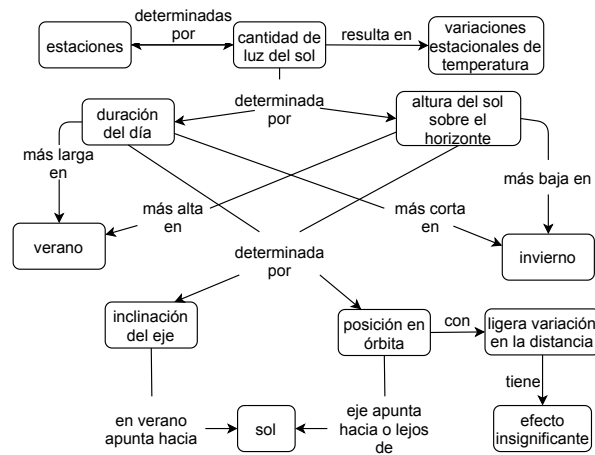 determinadas
por
estaciones
cantidad de
luz del sol
resulta en
variaciones
estacionales de
temperatura
duración
del día
determinada
por
altura del sol
sobre el
horizonte
más larga
en
más alta
en
más corta
en
más baja en
verano
invierno
determinada
por
inclinación
del eje
posición en
órbita
con
ligera variación
en la distancia
tiene
en verano
apunta hacia
sol
eje apunta
hacia o lejos
de
efecto
insignificante